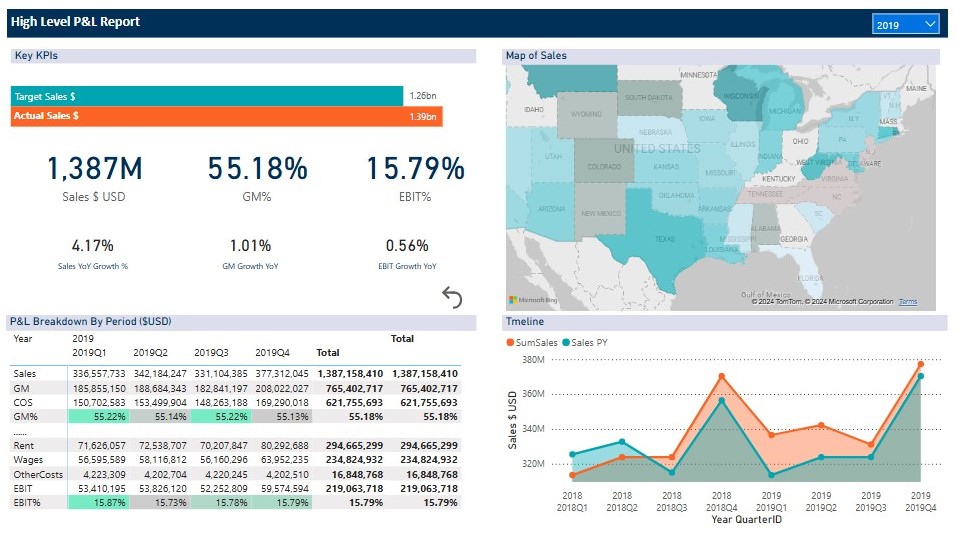 High Level P&L Report
2019
Key KPIs
Target Sales $ 1.26bn
Actual Sales $ 1.39bn
1,387M 55.18% 15.79%
Sales $ USD GM% EBIT%
4.17% 1.01% 0.56%
Sales YoY Growth % GM Growth YoY EBIT Growth YoY
Map of Sales
MINNESOTA
MAINE
WISCONSIN
IDAHO
SOUTH DAKOTA
VT
N.H
WYOMING
MICHIGAN
IOWA
N.Y
MASS
NEBRASKA
OHIO
PA
UNITED STATES
ILLINOIS
UTAH
INDIANA
COLORADO
KANSAS
WEST VIRGINIA
DELAWARE
MISSOURI
KENTUCKY
VIRGINIA
TENNESSEE
OKLAHOMA
NC
ARIZONA
NEW MEXICO
ARKANSAS
SC
ALABAMA
TEXAS
MISSISSIPPI
GEORGIA
LOUISIANA
FLORIDA
Gulf of Mexico
Microsoft Bing
© 2024 TomTom, © 2024 Microsoft Corporation Terms
P&L Breakdown By Period ($USD)
Year 2019 Total
2019Q1 2019Q2 2019Q3 2019Q4 Total
Sales 336,557,733 342,184,247 331,104,385 377,312,045 1,387,158,410 1,387,158,410
GM 185,855,150 188,684,343 182,841,197 208,022,027 765,402,717 765,402,717
COS 150,702,583 153,499,904 148,263,188 169,290,018 621,755,693 621,755,693
GM% 55.22% 55.14% 55.22% 55.13% 55.18% 55.18%
......
Rent 71,626,057 72,538,707 70,207,847 80,292,688 294,665,299 294,665,299
Wages 56,595,589 58,116,812 56,160,296 63,952,235 234,824,932 234,824,932
OtherCosts 4,223,309 4,202,704 4,220,245 4,202,510 16,848,768 16,848,768
EBIT 53,410,195 53,826,120 52,252,809 59,574,594 219,063,718 219,063,718
EBIT% 15.87% 15.73% 15.78% 15.79% 15.79% 15.79%
Tmeline
SumSales Sales PY
380M
360M
340M
320M
Sales $ USD
2018 2018 2018 2018 2019 2019 2019 2019
2018Q1 2018Q2 2018Q3 2018Q4 2019Q1 2019Q2 2019Q3 2019Q4
Year QuarterID